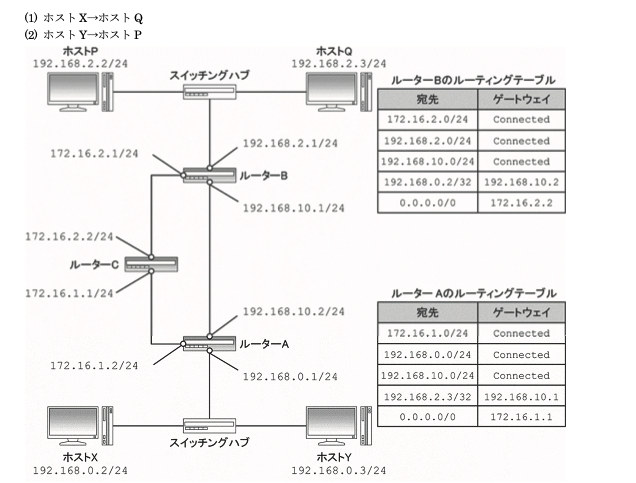 (1) ホストX→ホストQ
(2) ホストY→ホストP
ホストP
192.168.2.2/24
スイッチングハブ
ホストQ
192.168.2.3/24
ルーターBのルーティングテーブル
宛先 ゲートウェイ
172.16.2.0/24 Connected
192.168.2.0/24 Connected
192.168.10.0/24 Connected
192.168.0.2/32 192.168.10.2
0.0.0.0/0 172.16.2.2
172.16.2.1/24
192.168.2.1/24
ルーターB
192.168.10.1/24
172.16.2.2/24
ルーターC
172.16.1.1/24
192.168.10.2/24
ルーターA
172.16.1.2/24
192.168.0.1/24
ルーターAのルーティングテーブル
宛先 ゲートウェイ
172.16.1.0/24 Connected
192.168.0.0/24 Connected
192.168.10.0/24 Connected
192.168.2.3/32 192.168.10.1
0.0.0.0/0 172.16.1.1
スイッチングハブ
ホストX
192.168.0.2/24
ホストY
192.168.0.3/24